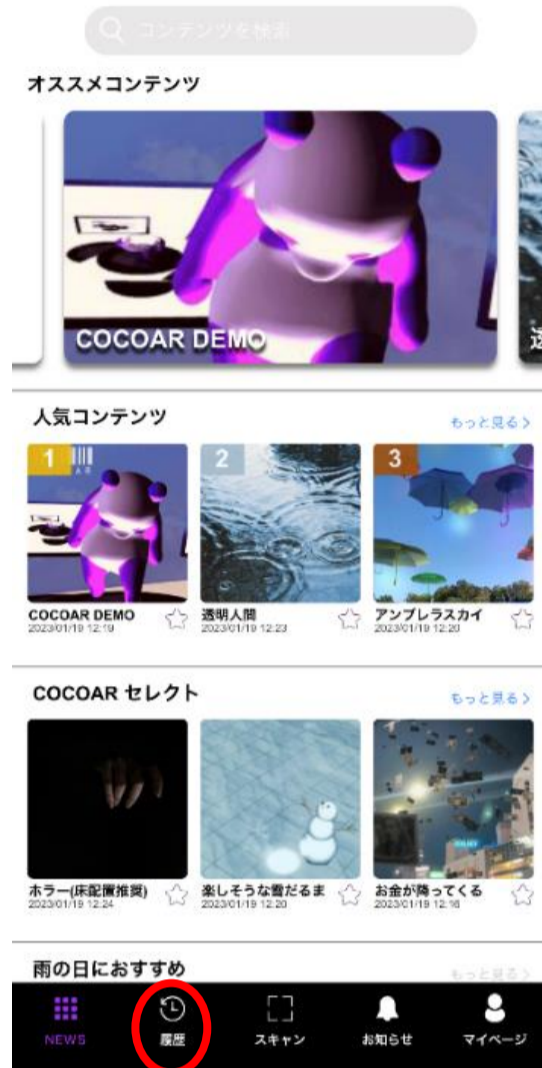 コンテンツを検索
オススメコンテンツ
COCOAR DEMO
透
人気コンテンツ
もっと見る>
1
2
3
COCOAR DEMO
2023/01/19 12:19
透明人間
2023/01/19 12:23
アンブレラスカイ
2023/01/19 12:20
COCOAR セレクト
もっと見る>
ホラー(床配置推奨)
2023/01/19 12:24
楽しそうな雪だるま
2023/01/19 12:20
お金が降ってくる
2023/01/19 12:16
雨の日におすすめ
もっと見る>
NEWS
履歴
スキャン
お知らせ
マイページ